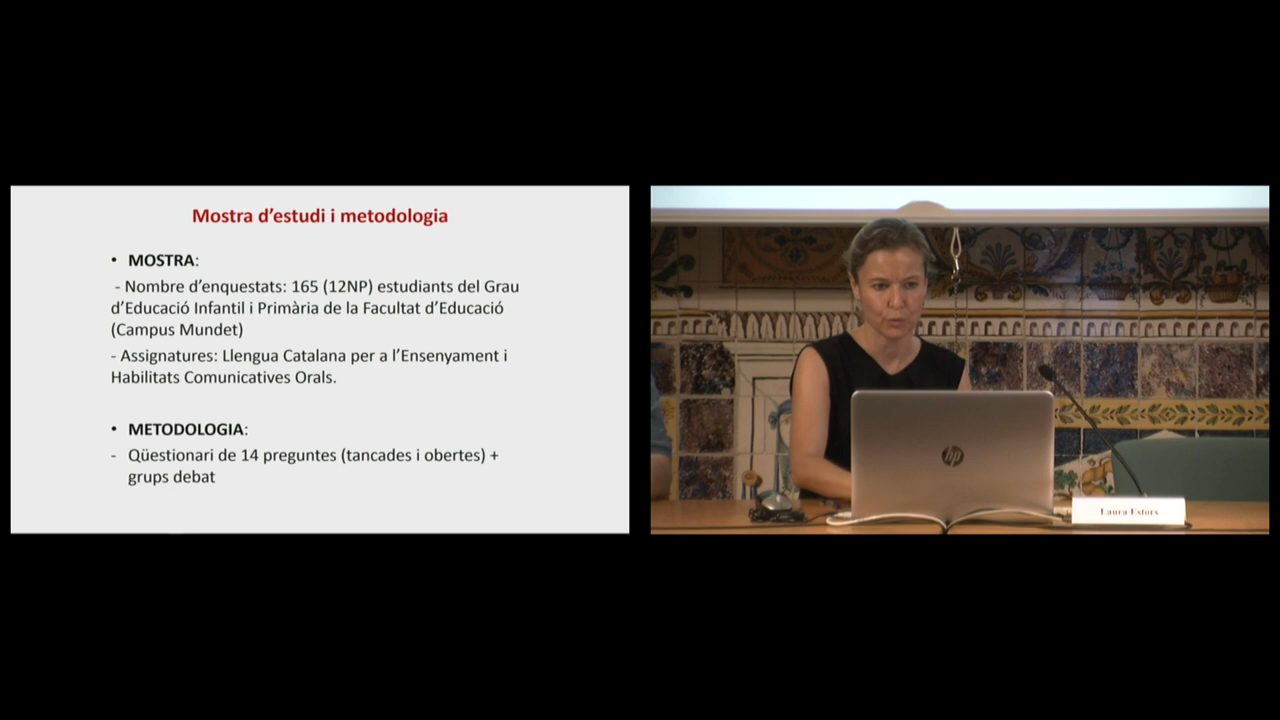 Mostra d’estudi i metodologia
• MOSTRA:
- Nombre d’enquestats: 165 (12NP) estudiants del Grau
d’Educació Infantil i Primària de la Facultat d’Educació
(Campus Mundet)
- Assignatures: Llengua Catalana per a l’Ensenyament i
Habilitats Comunicatives Orals.
• METODOLOGIA:
- Qüestionari de 14 preguntes (tancades i obertes) +
grups debat
hp
Laura Estors